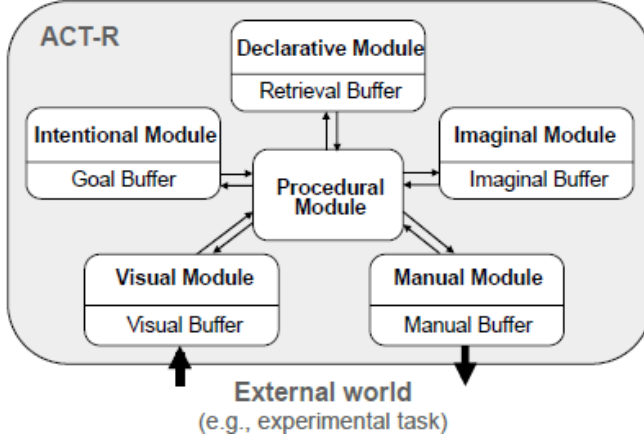 ACT-R
Declarative Module
Retrieval Buffer
Intentional Module
Goal Buffer
Imaginal Module
Imaginal Buffer
Procedural
Module
Visual Module
Visual Buffer
Manual Module
Manual Buffer
External world
(e.g., experimental task)